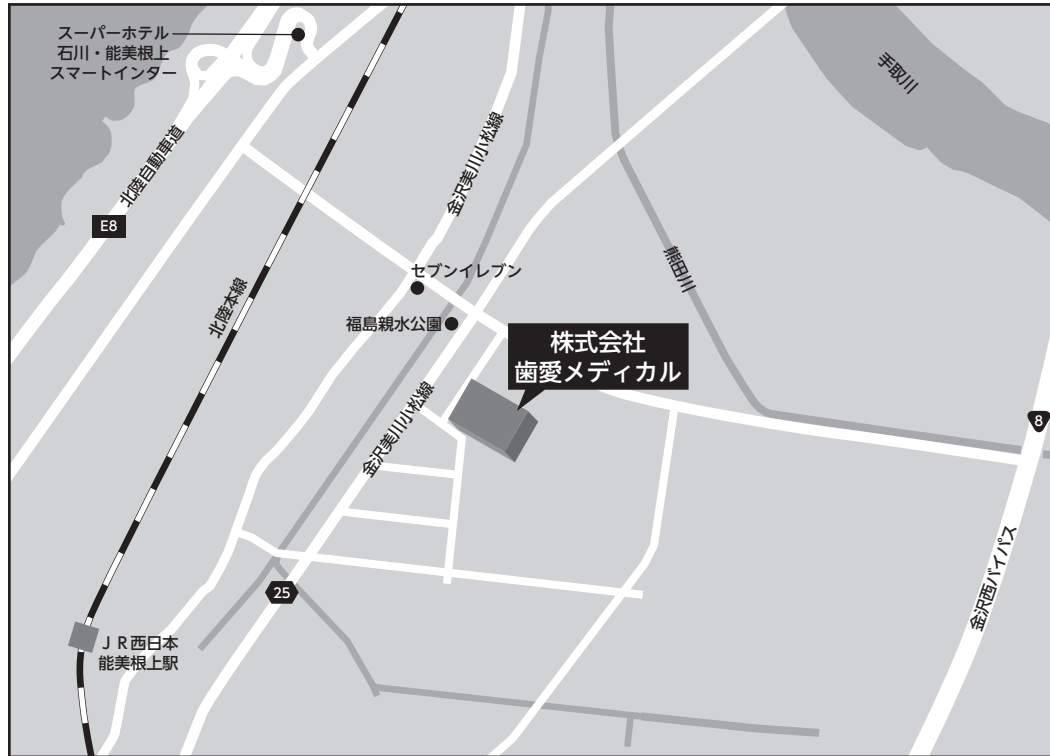 スーパーホテル
石川・能美根上
スマートインター
手取川
北陸自動車道
金沢美川小松線
E8
熊田川
セブンイレブン
北陸本線
福島親水公園
株式会社
歯愛メディカル
金沢美川小松線
8
金沢西バイパス
25
JR西日本
能美根上駅